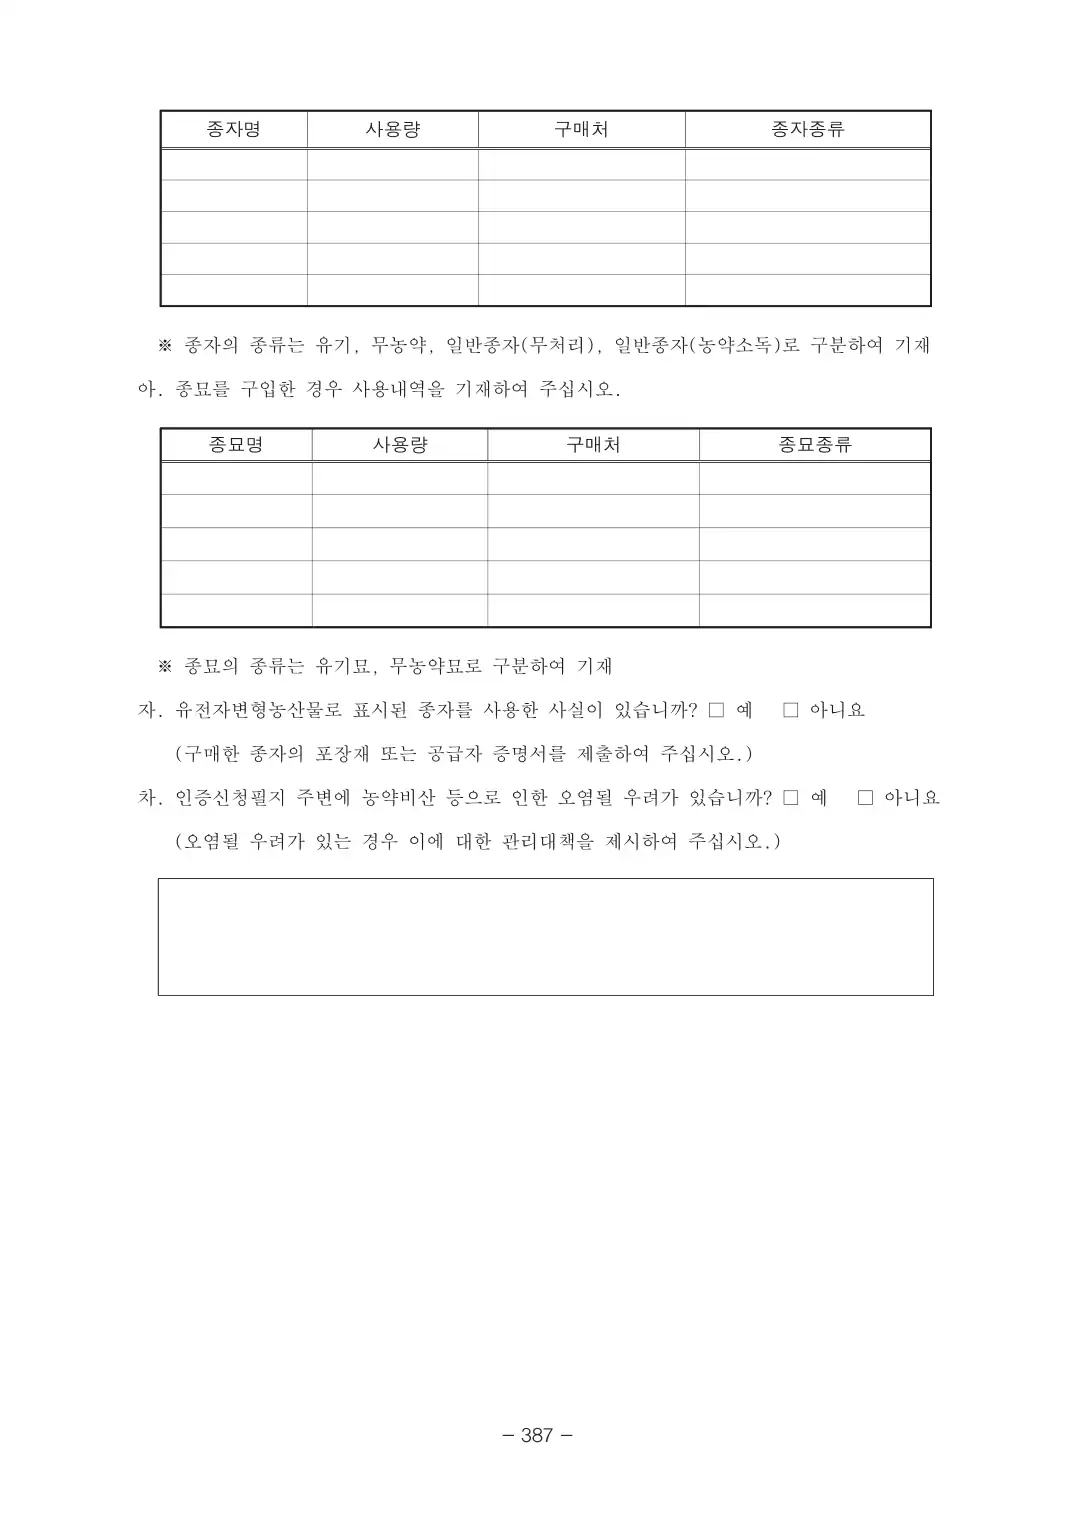 종자명 사용량 구매처 종자종류
※ 종자의 종류는 유기, 무농약, 일반종자(무처리), 일반종자(농약소독)로 구분하여 기재
아. 종묘를 구입한 경우 사용내역을 기재하여 주십시오.
종묘명 사용량 구매처 종묘종류
※ 종묘의 종류는 유기묘, 무농약묘로 구분하여 기재
자. 유전자변형농산물로 표시된 종자를 사용한 사실이 있습니까? □ 예 □ 아니요
(구매한 종자의 포장재 또는 공급자 증명서를 제출하여 주십시오.)
차. 인증신청필지 주변에 농약비산 등으로 인한 오염될 우려가 있습니까? □ 예 □ 아니요
(오염될 우려가 있는 경우 이에 대한 관리대책을 제시하여 주십시오.)
- 387 -